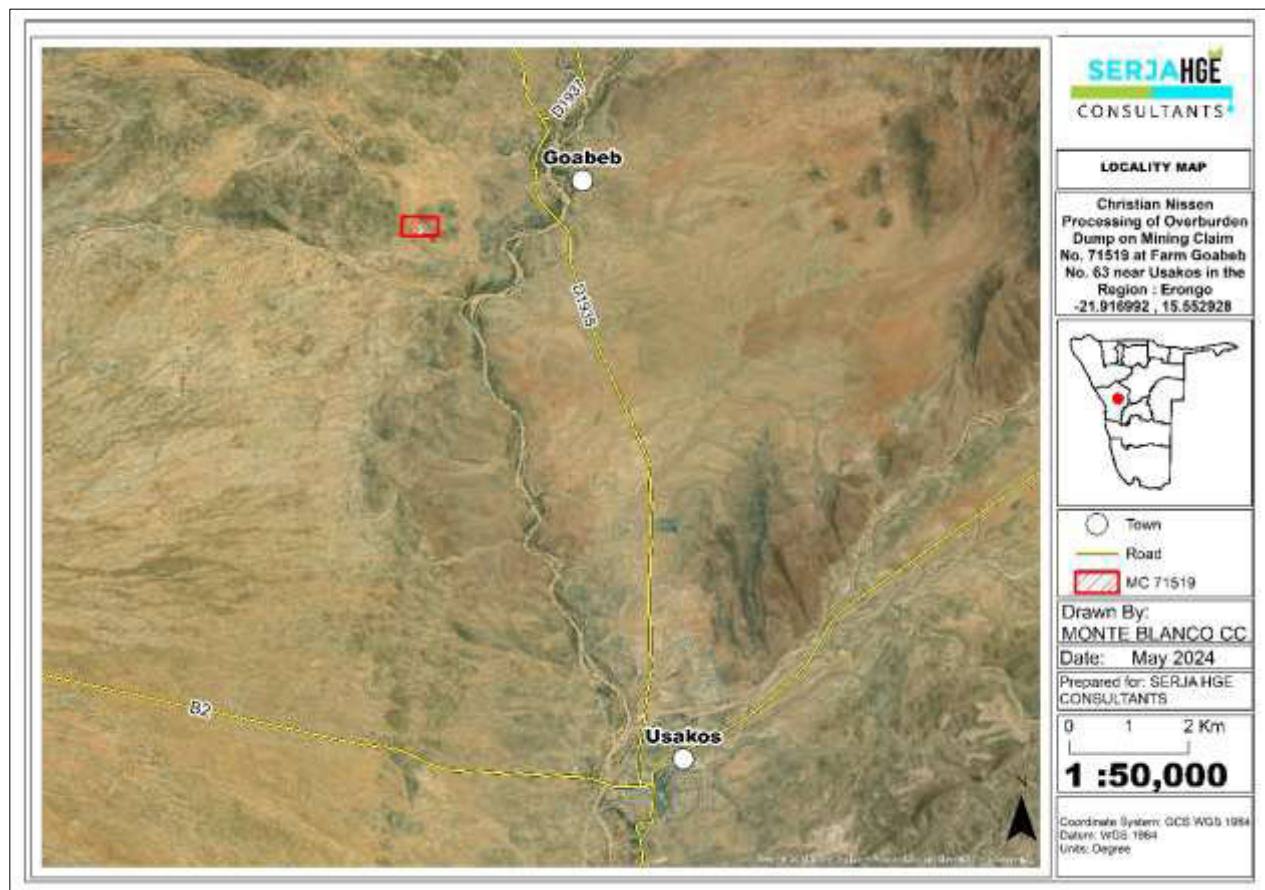 D1937
Goabeb
D1935
B2
Usakos
SERJAHGE
CONSULTANTS
LOCALITY MAP
Christian Nissen
Processing of Overburden
Dump on Mining Claim
No. 71519 at Farm Goabeb
No. 63 near Usakos in the
Region : Erongo
-21.916992 , 15.552928
Town
Road
MC 71519
Drawn By:
MONTE BLANCO CC
Date: May 2024
Prepared for: SERJA HGE
CONSULTANTS
0 1 2 Km
1 :50,000
N
Coordinate System: GCS WGS 1984
Datum: WGS 1984
Units: Degree